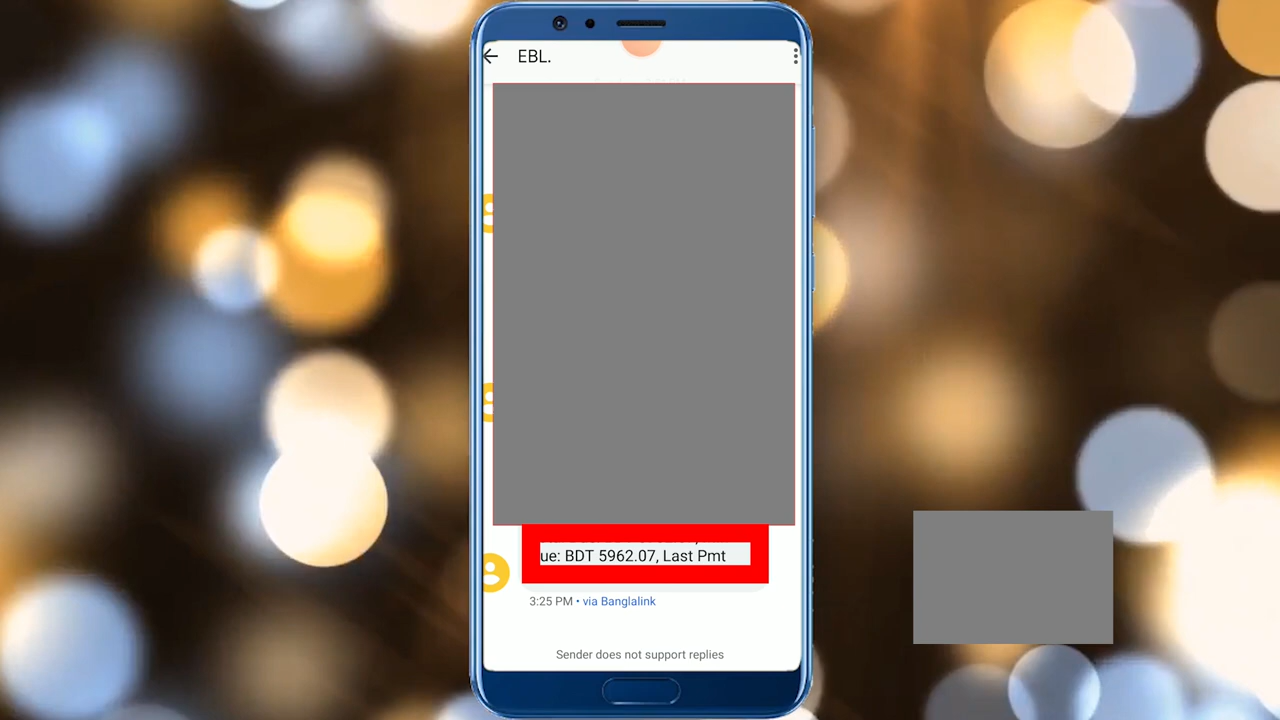 EBL.
ue: BDT 5962.07, Last Pmt
3:25 PM • via Banglalink
Sender does not support replies